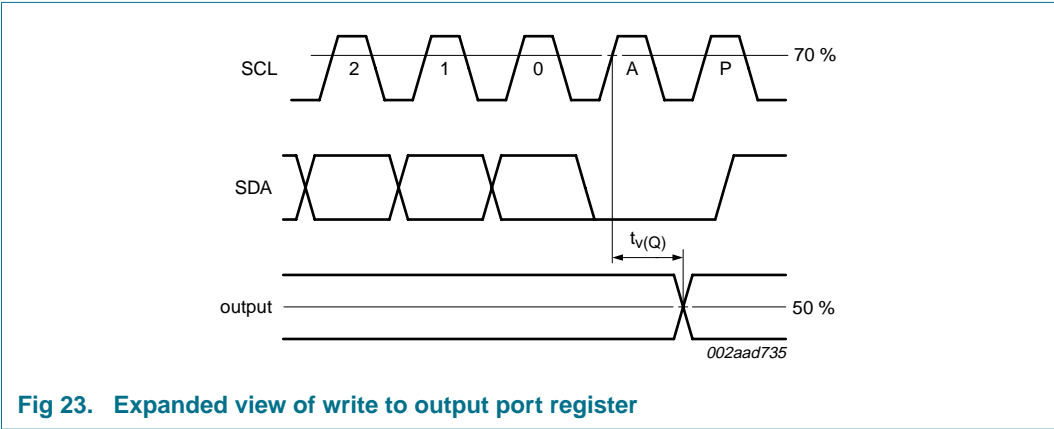 SCL 2 1 0 A P 70 %
SDA
tv(Q)
output 50 %
002aad735
Fig 23. Expanded view of write to output port register